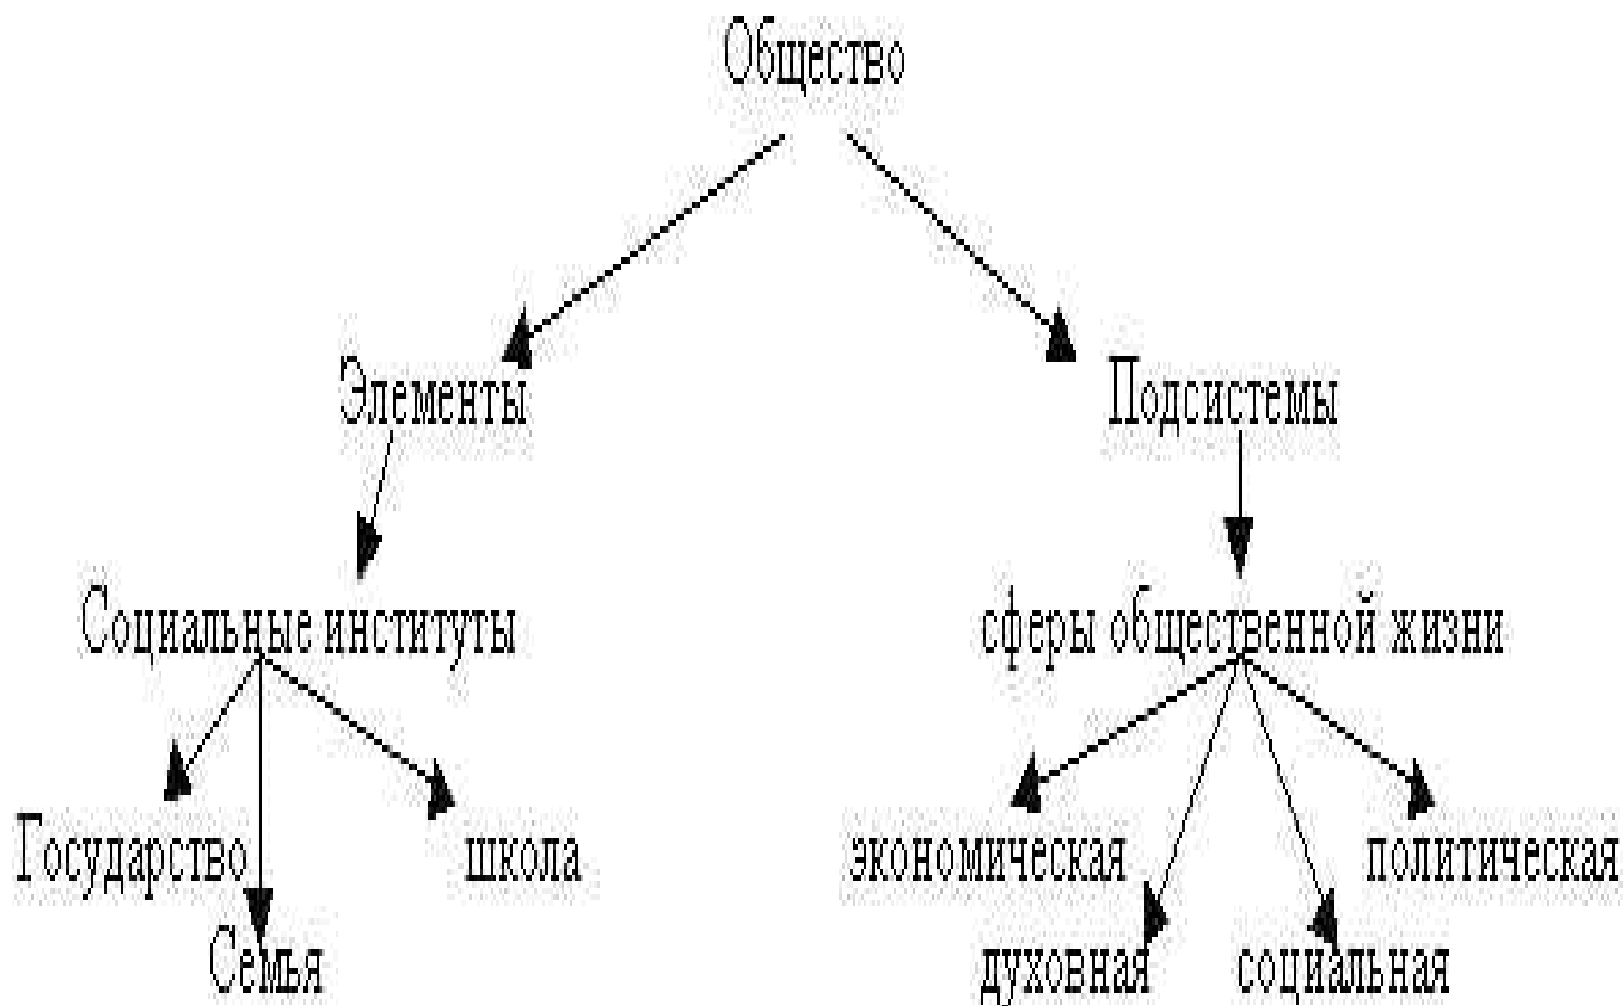 Общество
Элементы
Подсистемы
Социальные институты
сферы общественной жизни
Государство
школа
экономическая
политическая
Семья
духовная
социальная